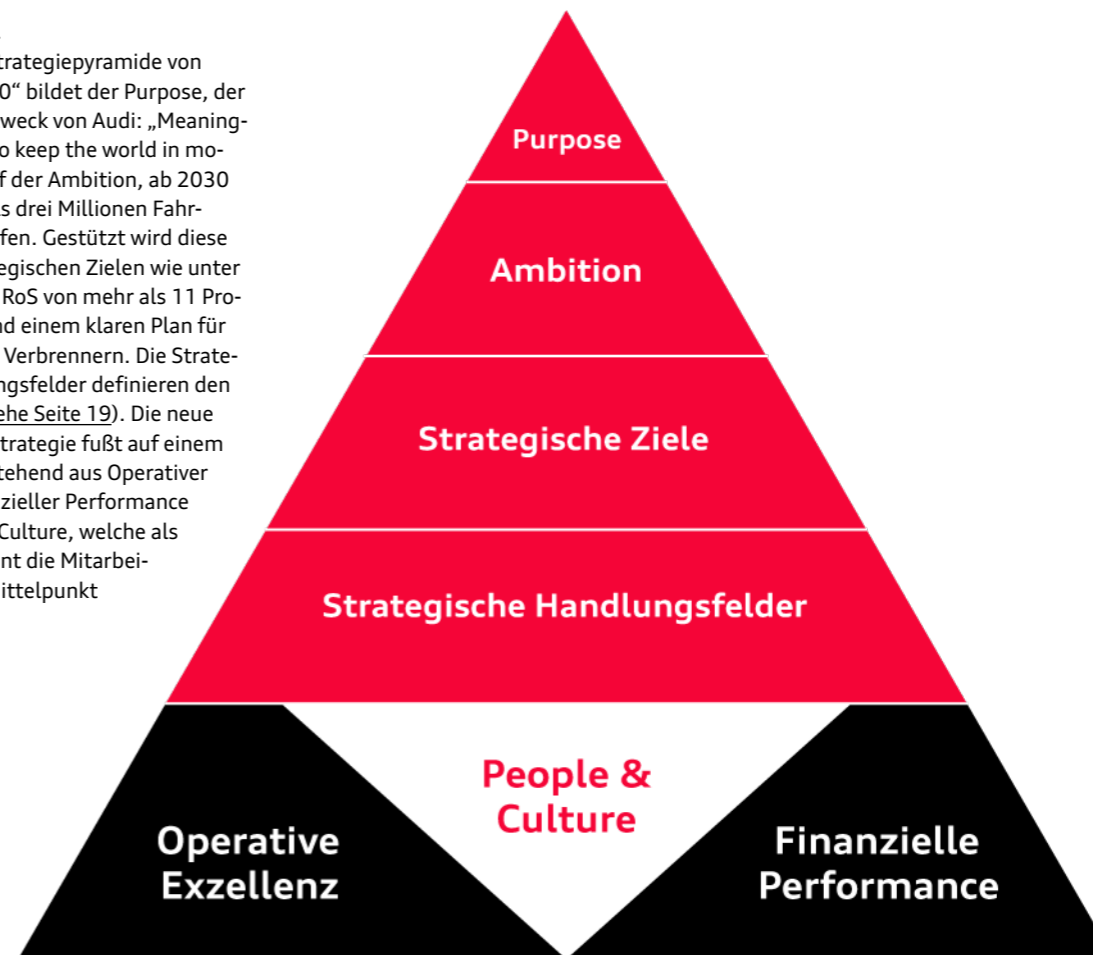 trategiepyramide von
0“ bildet der Purpose, der
weck von Audi: „Meaning-
o keep the world in mo-
f der Ambition, ab 2030
ls drei Millionen Fahr-
fen. Gestützt wird diese
egischen Zielen wie unter
RoS von mehr als 11 Pro-
nd einem klaren Plan für
Verbrennern. Die Strate-
ngsfelder definieren den
ehe Seite 19). Die neue
trategie fußt auf einem
tehend aus Operativer
zieller Performance
Culture, welche als
nt die Mitarbei-
ittelpunkt
Purpose
Ambition
Strategische Ziele
Strategische Handlungsfelder
People &
Culture
Operative
Exzellenz
Finanzielle
Performance